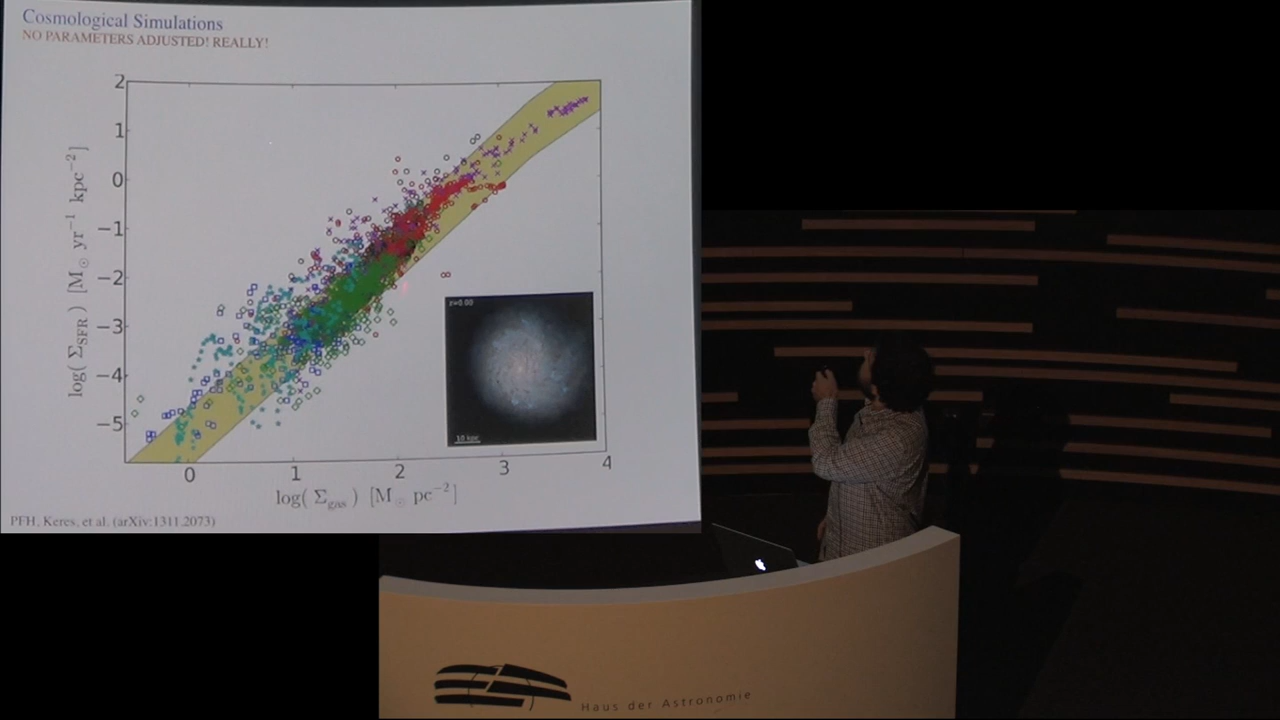 Cosmological Simulations
NO PARAMETERS ADJUSTED! REALLY!
2
1
0
−1
−2
−3
−4
−5
log( Σ_SFR ) [M_⊙ yr^−1 kpc^−2]
z=0.00
10 kpc
0 1 2 3 4
log( Σ_gas ) [M_⊙ pc^−2]
PFH, Keres, et al. (arXiv:1311.2073)
Haus der Astronomie